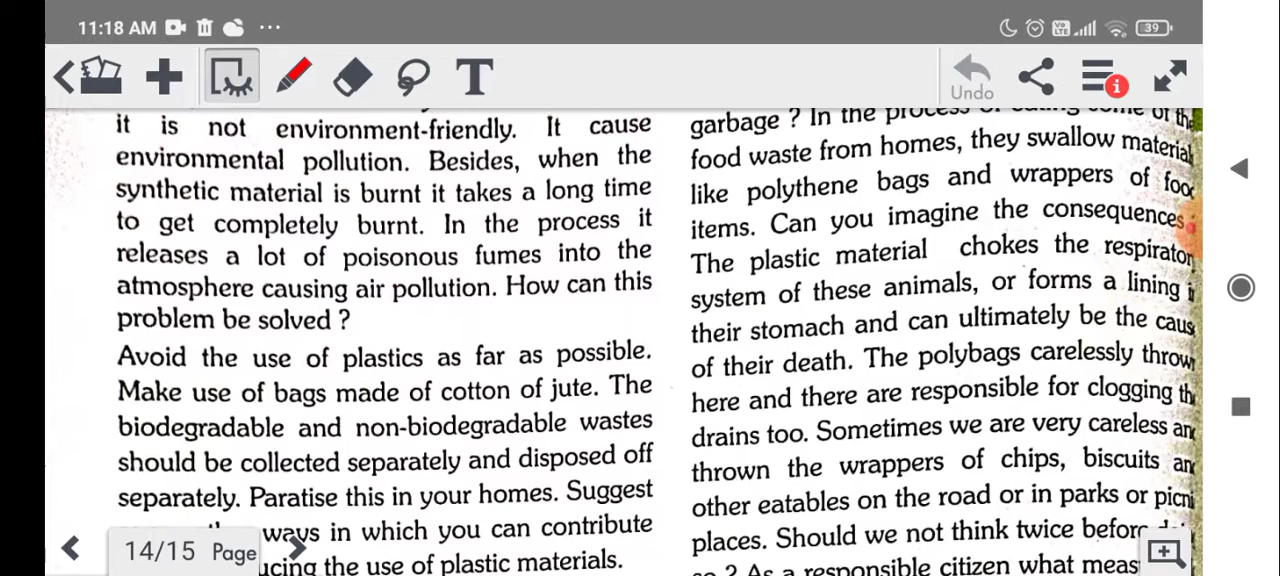 11:18 AM ...
39
T
Undo
i
it is not environment-friendly. It cause
environmental pollution. Besides, when the
synthetic material is burnt it takes a long time
to get completely burnt. In the process it
releases a lot of poisonous fumes into the
atmosphere causing air pollution. How can this
problem be solved ?
Avoid the use of plastics as far as possible.
Make use of bags made of cotton of jute. The
biodegradable and non-biodegradable wastes
should be collected separately and disposed off
separately. Paratise this in your homes. Suggest
ways in which you can contribute
the use of plastic materials.
14/15 Page
garbage ? In the process of eating some of the
food waste from homes, they swallow material
like polythene bags and wrappers of food
items. Can you imagine the consequences
The plastic material chokes the respirator
system of these animals, or forms a lining i
their stomach and can ultimately be the caus
of their death. The polybags carelessly throw
here and there are responsible for clogging th
drains too. Sometimes we are very careless an
thrown the wrappers of chips, biscuits an
other eatables on the road or in parks or picni
places. Should we not think twice before
so ? As a responsible citizen what meas